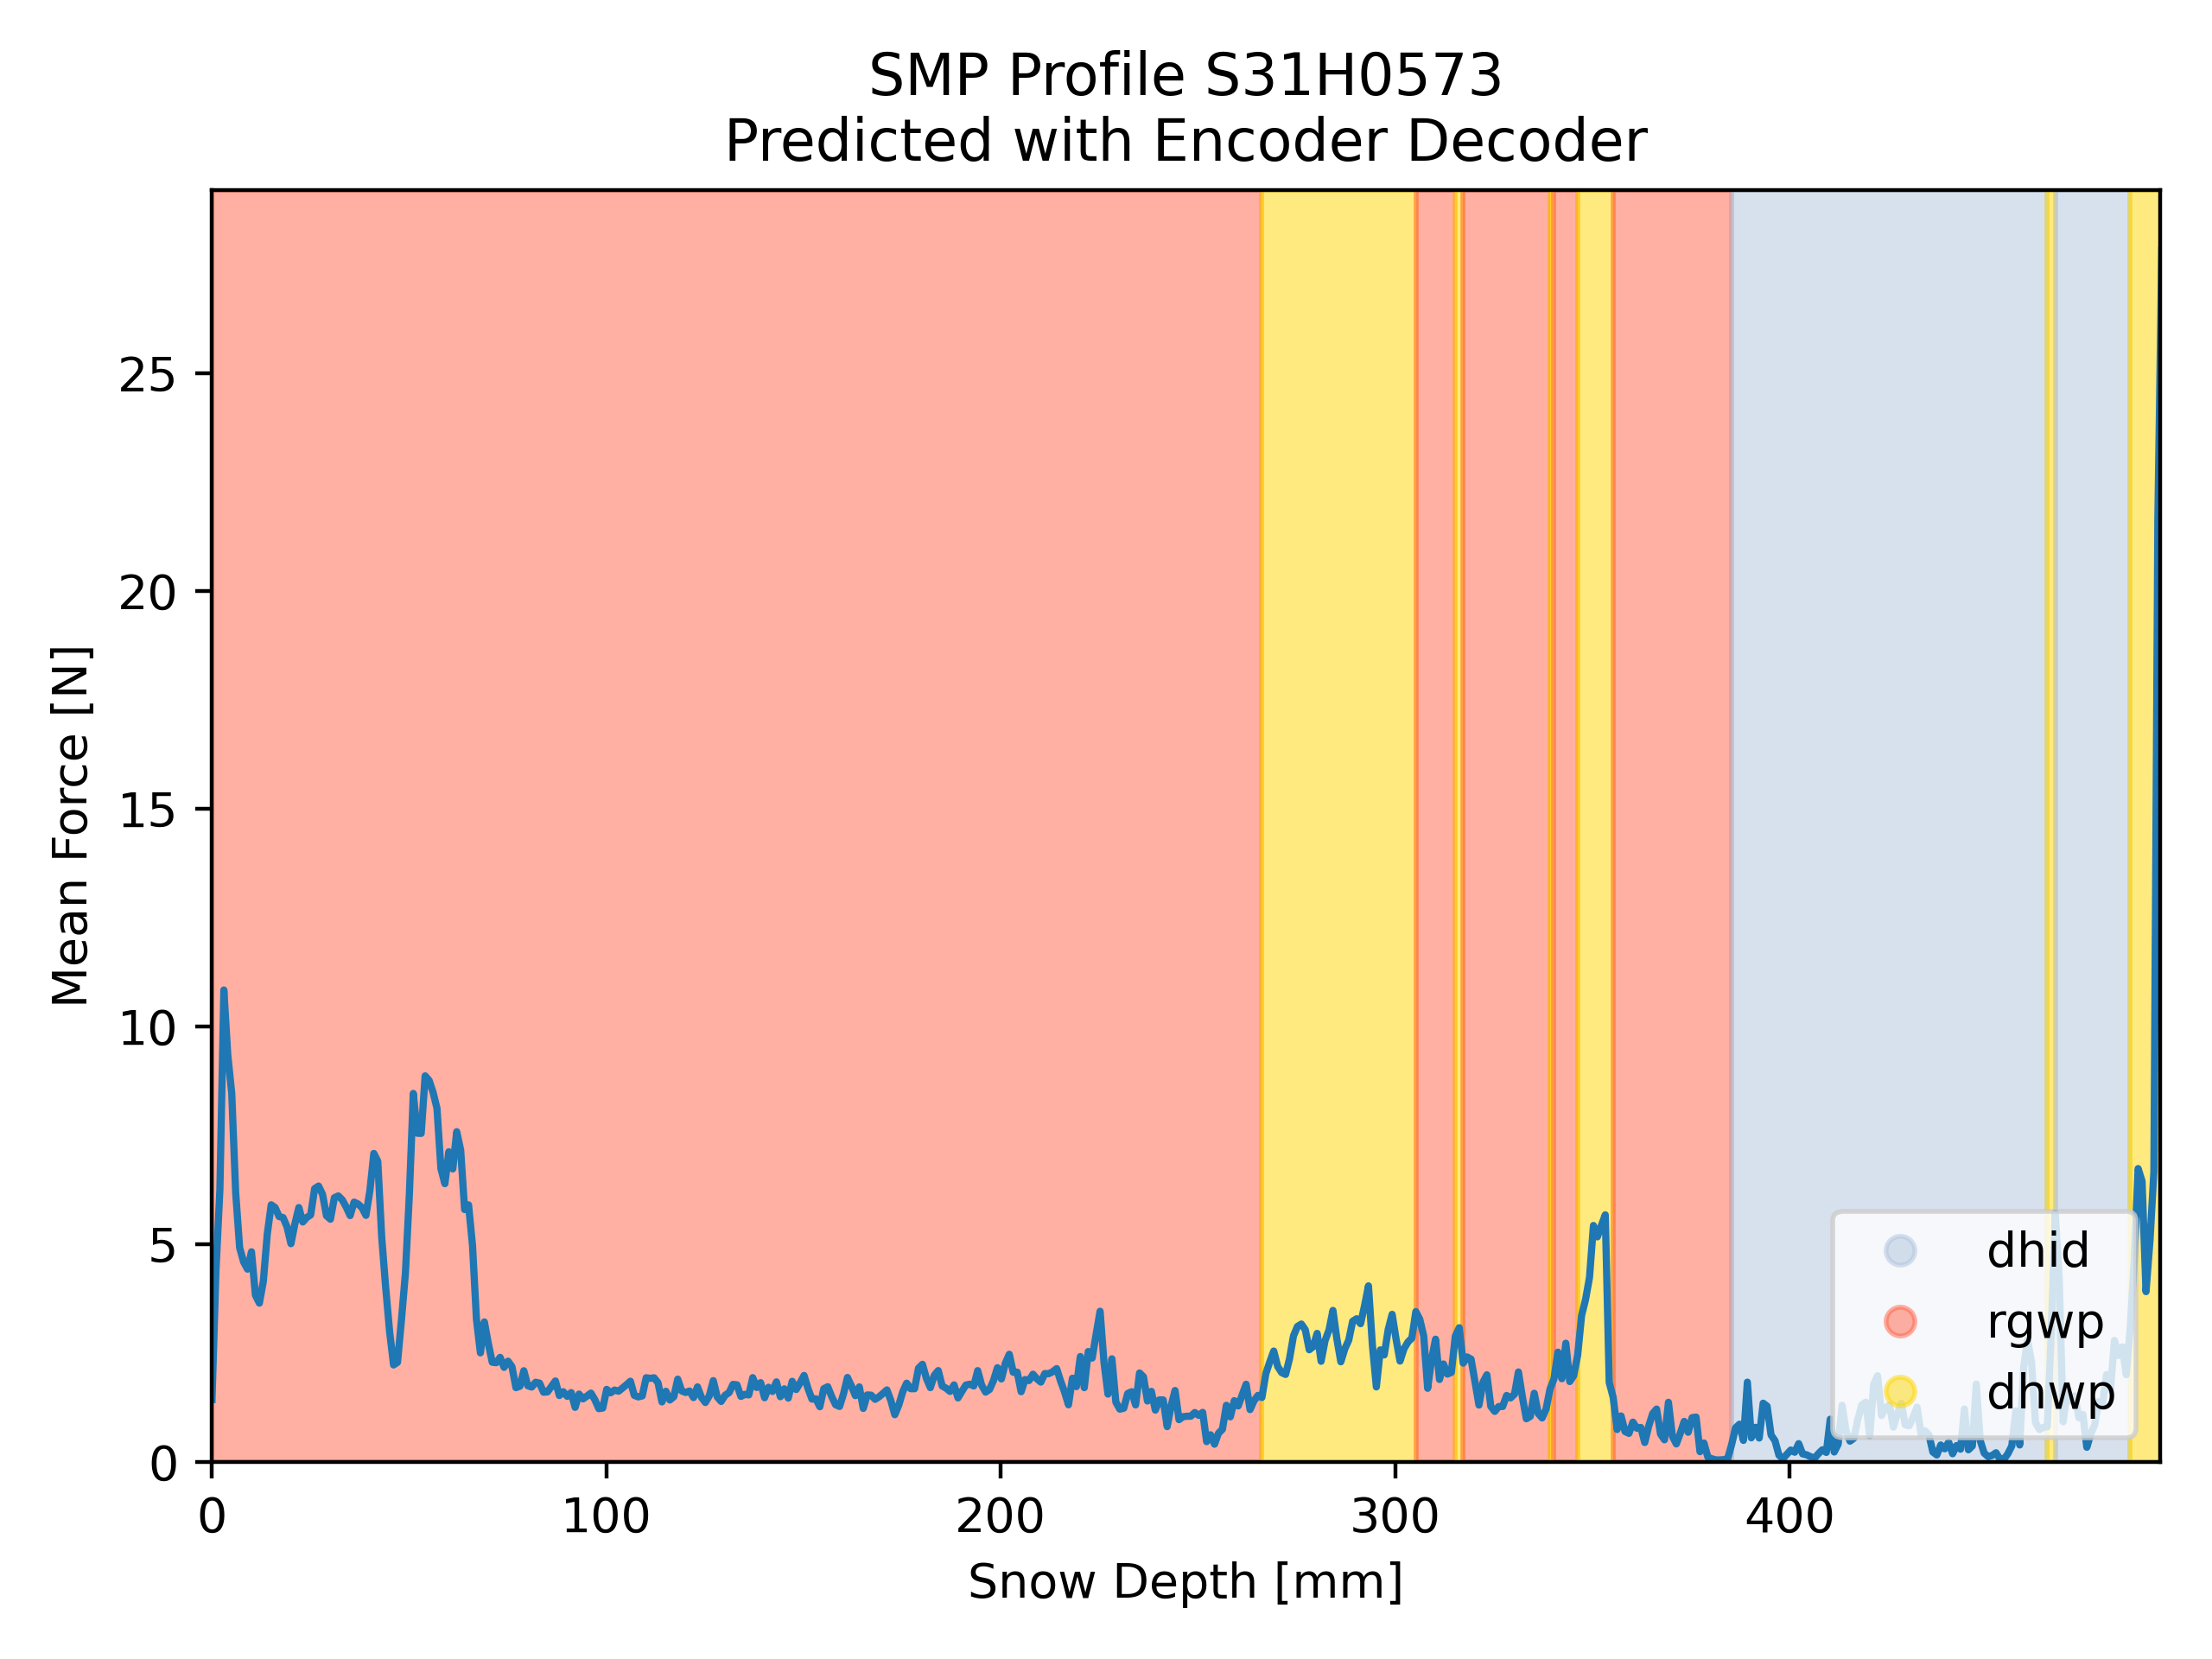 SMP Profile S31H0573
Predicted with Encoder Decoder
Mean Force [N]
25
20
15
10
5
0
dhid
rgwp
dhwp
0 100 200 300 400
Snow Depth [mm]